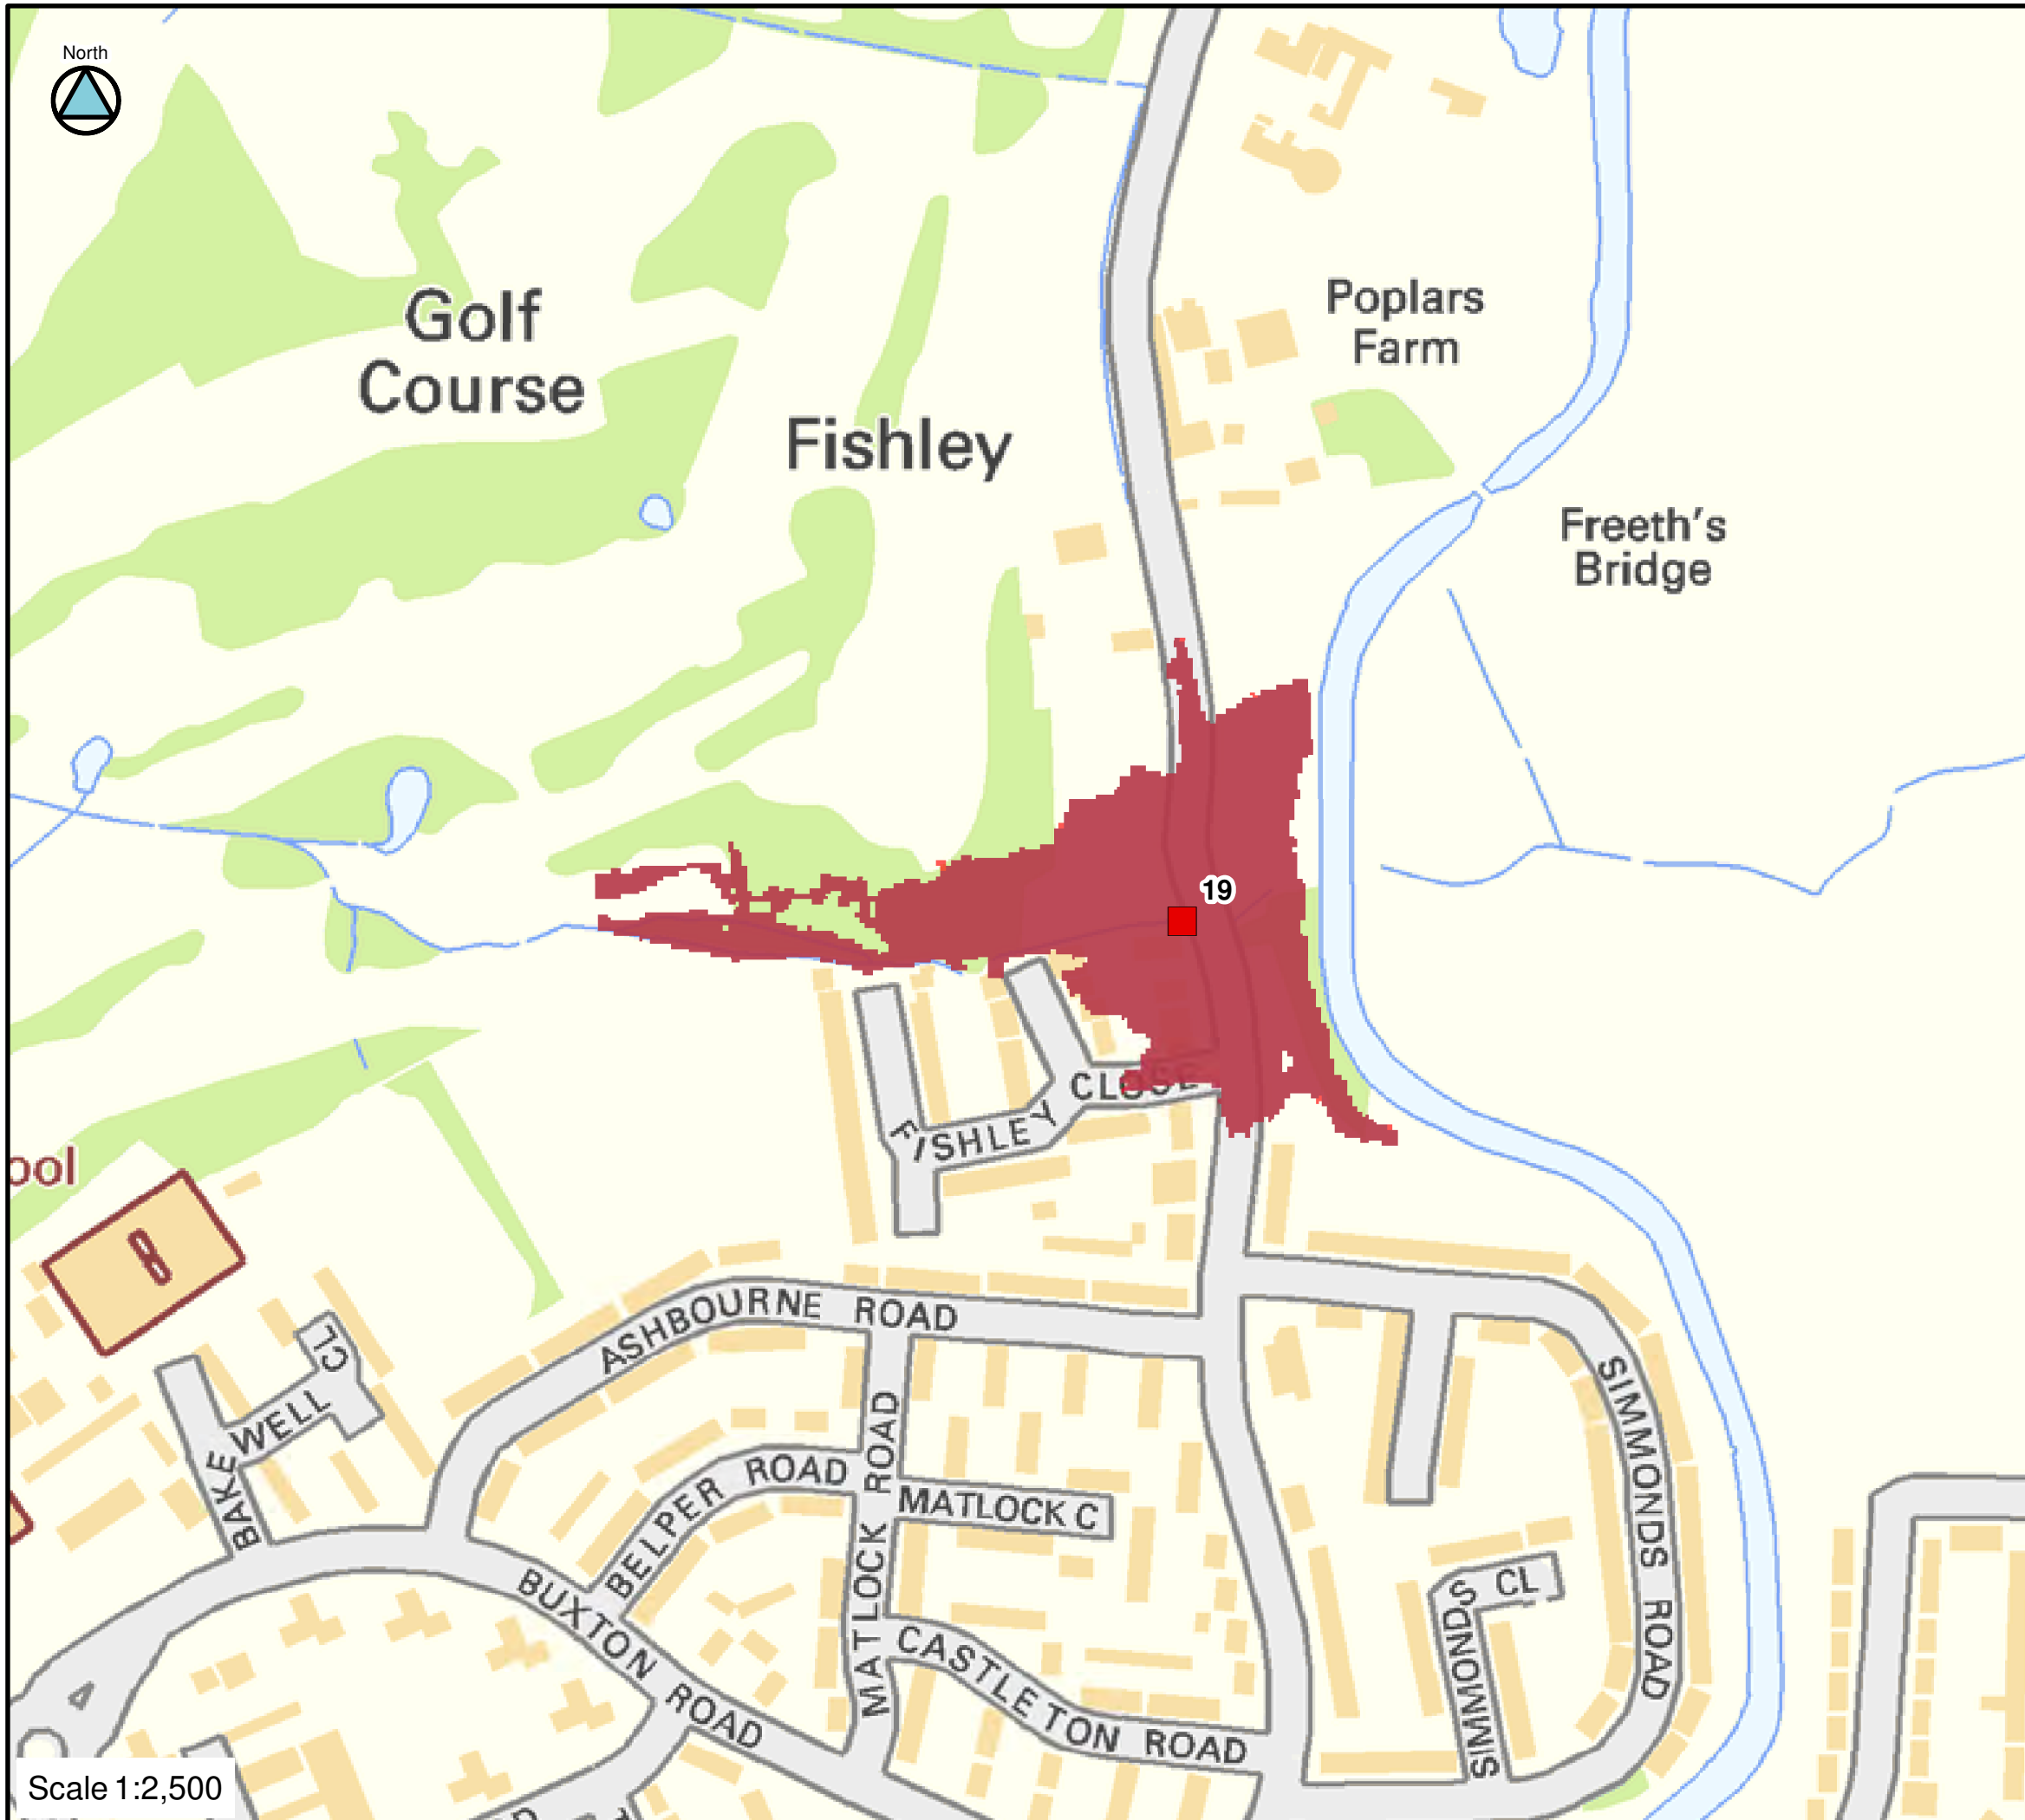 North
Golf
Course
Fishley
Poplars
Farm
Freeth's
Bridge
19
FISHLEY CLOSE
ool
ASHBOURNE ROAD
BAKEWELL CL
BELPER ROAD
MATLOCK ROAD
MATLOCK C
BUXTON ROAD
CASTLETON ROAD
SIMMONDS ROAD
SIMMONDS CL
Scale 1:2,500